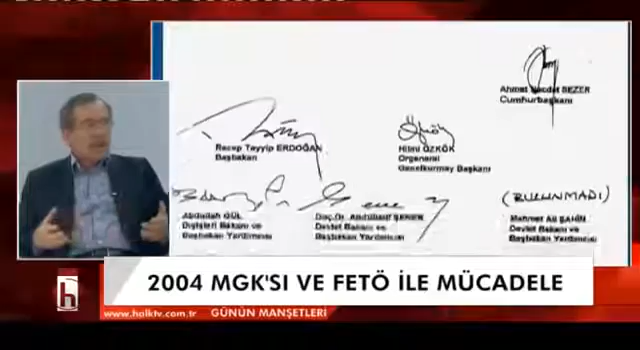 Ahmet Necdet SEZER
Cumhurbaşkanı
Recep Tayyip ERDOĞAN
Başbakan
Hilmi ÖZKÖK
Orgeneral
Genelkurmay Başkanı
(BULUNMADI)
Abdullah GÜL
Dışişleri Bakanı ve
Başbakan Yardımcısı
Doç.Dr. Abdüllatif ŞENER
Devlet Bakanı ve
Başbakan Yardımcısı
Mehmet Ali ŞAHİN
Devlet Bakanı ve
Başbakan Yardımcısı
h
2004 MGK'SI VE FETÖ İLE MÜCADELE
www.halktv.com.tr GÜNÜN MANŞETLERİ